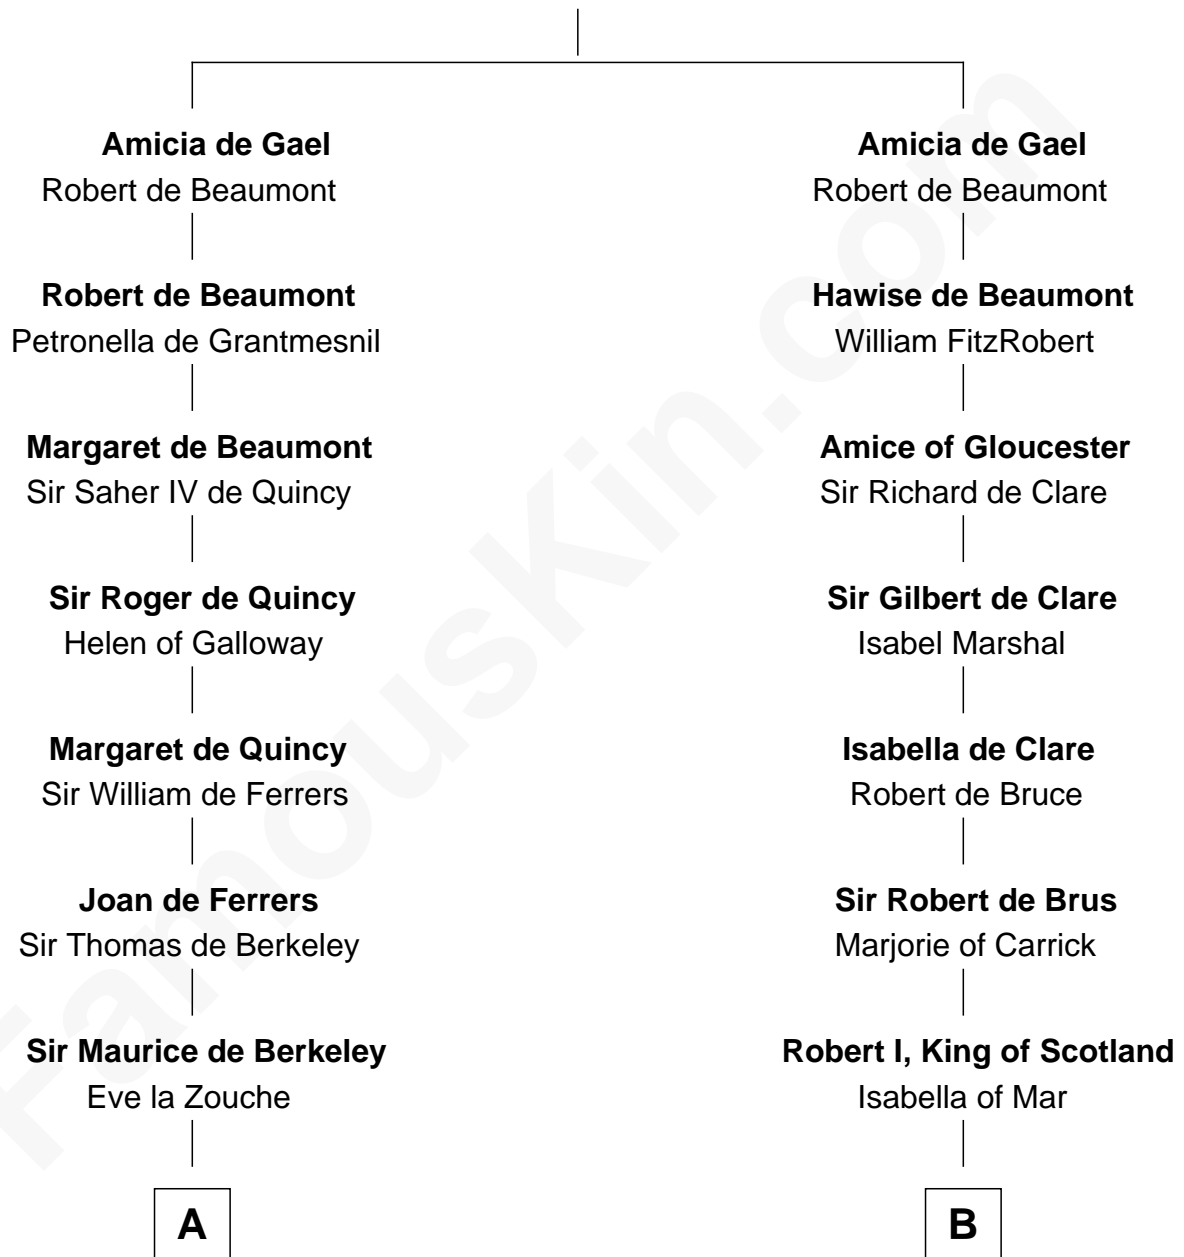 Amicia de Gael
Robert de Beaumont
Robert de Beaumont
Petronella de Grantmesnil
Margaret de Beaumont
Sir Saher IV de Quincy
Sir Roger de Quincy
Helen of Galloway
Margaret de Quincy
Sir William de Ferrers
Joan de Ferrers
Sir Thomas de Berkeley
Sir Maurice de Berkeley
Eve la Zouche
A
Amicia de Gael
Robert de Beaumont
Hawise de Beaumont
William FitzRobert
Amice of Gloucester
Sir Richard de Clare
Sir Gilbert de Clare
Isabel Marshal
Isabella de Clare
Robert de Bruce
Sir Robert de Brus
Marjorie of Carrick
Robert I, King of Scotland
Isabella of Mar
B
FamousKin.com